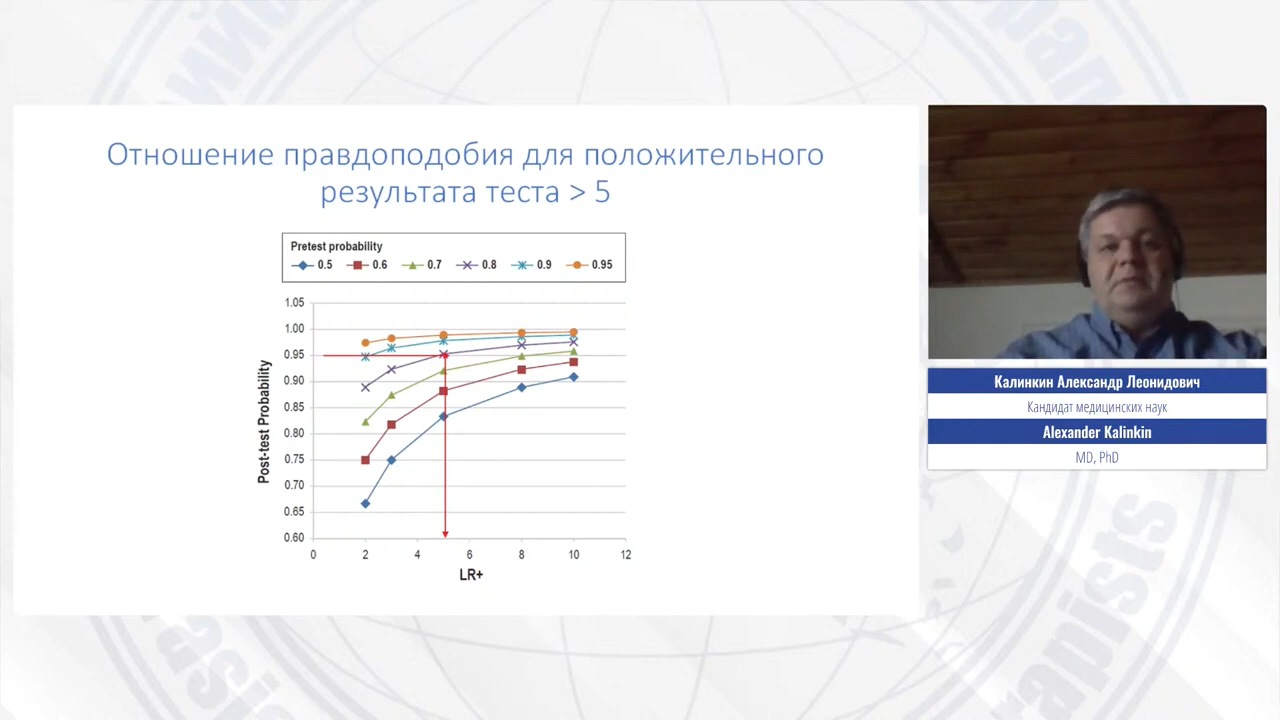 Отношение правдоподобия для положительного
результата теста > 5
Pretest probability
0.5 0.6 0.7 0.8 0.9 0.95
1.05
1.00
0.95
0.90
0.85
0.80
0.75
0.70
0.65
0.60
Post-test Probability
0 2 4 6 8 10 12
LR+
Калинкин Александр Леонидович
Кандидат медицинских наук
Alexander Kalinkin
MD, PhD